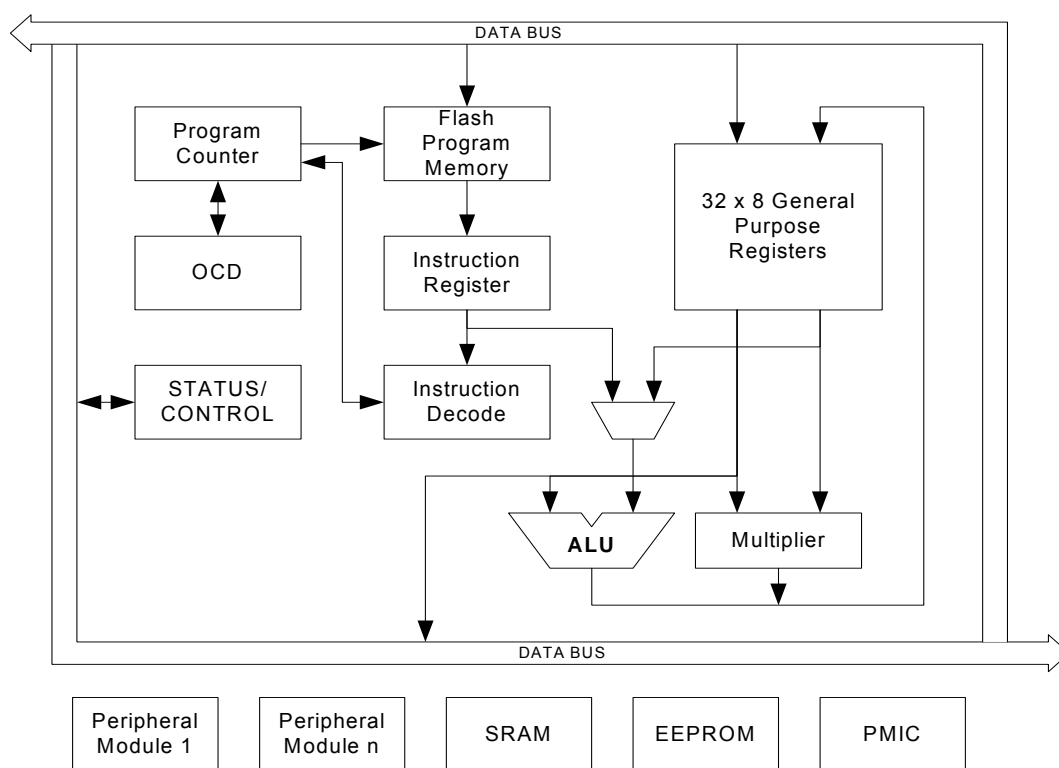 DATA BUS
Program
Counter
Flash
Program
Memory
32 x 8 General
Purpose
Registers
OCD
Instruction
Register
STATUS/
CONTROL
Instruction
Decode
ALU
Multiplier
DATA BUS
Peripheral
Module 1
Peripheral
Module n
SRAM
EEPROM
PMIC